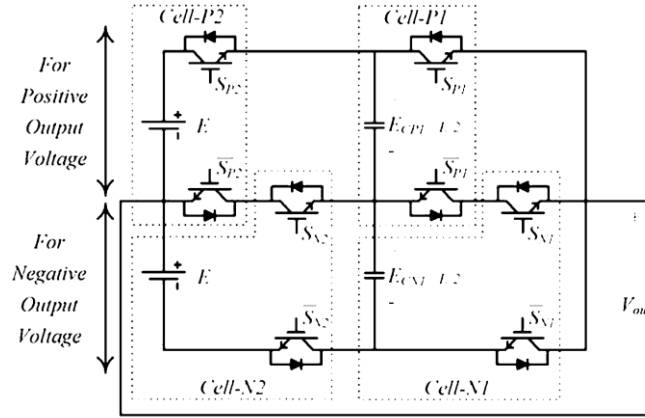 Cell-P2
Cell-P1
For
Positive
Output
Voltage
S_P2
S_P1
E
E_CP1
2
S̅_P2
S̅_P1
For
Negative
Output
Voltage
S_N2
S_N1
E
E_CN1
2
S̅_N2
S̅_N1
Cell-N2
Cell-N1